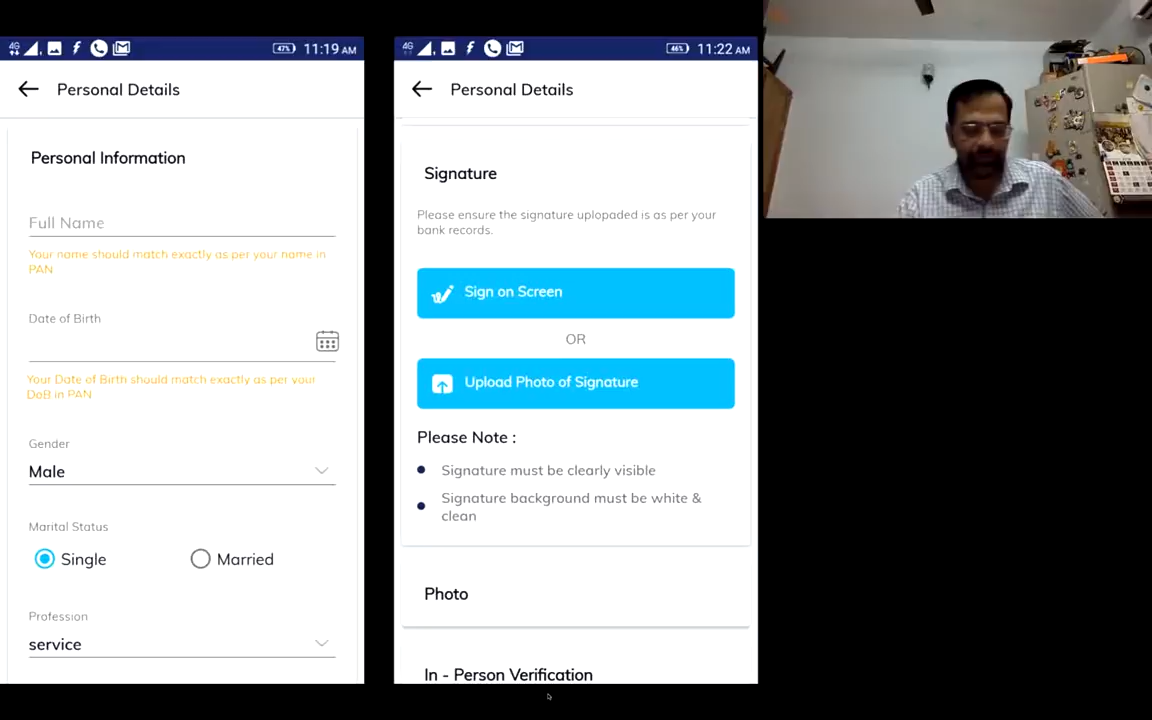 4G
47%
11:19 AM
Personal Details
Personal Information
Full Name
Your name should match exactly as per your name in
PAN
Date of Birth
Your Date of Birth should match exactly as per your
DoB in PAN
Gender
Male
Marital Status
Single
Married
Profession
service
4G
46%
11:22 AM
Personal Details
Signature
Please ensure the signature uplopaded is as per your
bank records.
Sign on Screen
OR
Upload Photo of Signature
Please Note :
Signature must be clearly visible
Signature background must be white &
clean
Photo
In - Person Verification